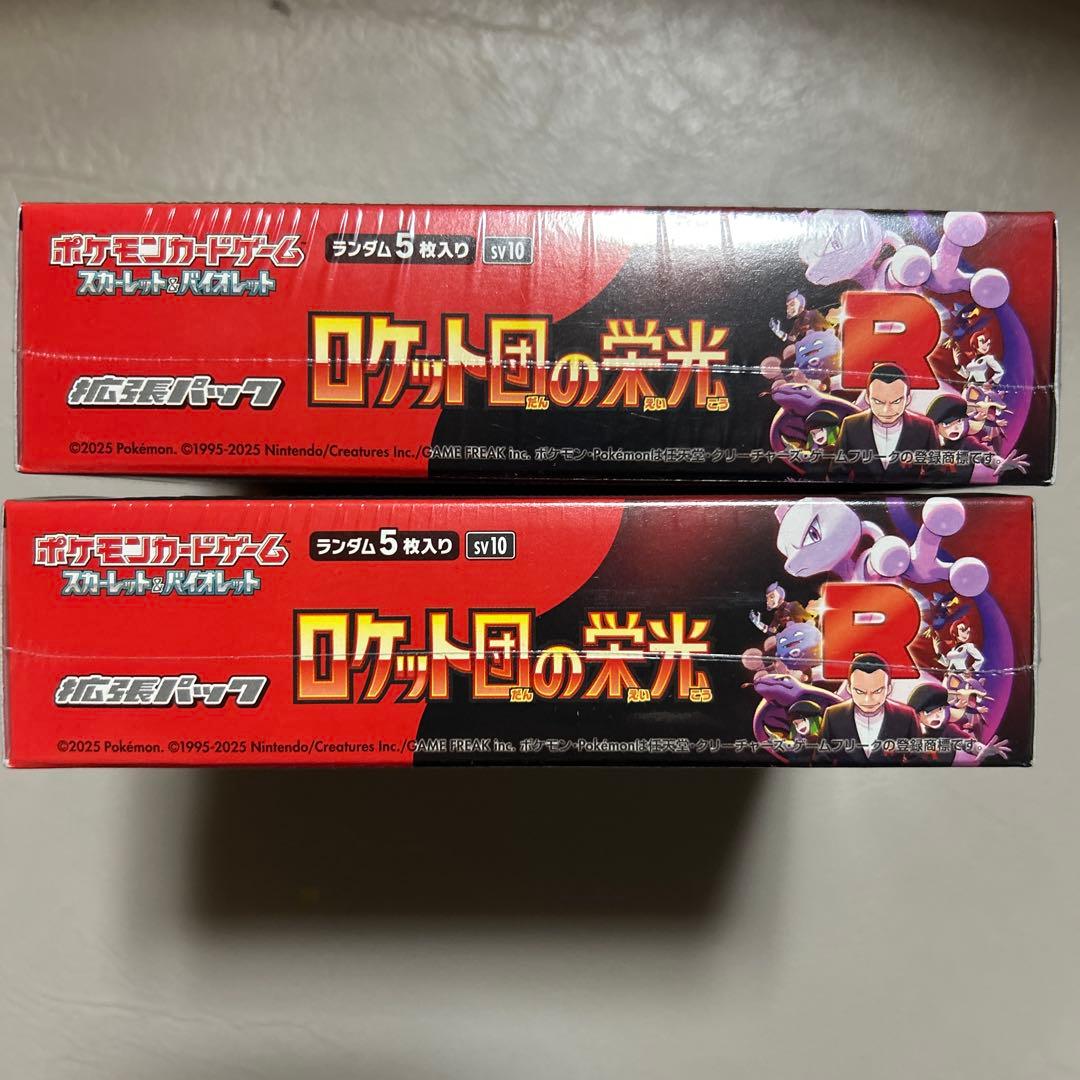 ポケモンカードゲーム
スカーレット&バイオレット
ランダム5枚入り sv10
ロケット団の栄光
だん えい こう
拡張パック
©2025 Pokémon. ©1995-2025 Nintendo/Creatures Inc./GAME FREAK inc. ポケモン・Pokémonは任天堂・クリーチャーズ・ゲームフリークの登録商標です。
R
ポケモンカードゲーム
スカーレット&バイオレット
ランダム5枚入り sv10
ロケット団の栄光
だん えい こう
拡張パック
©2025 Pokémon. ©1995-2025 Nintendo/Creatures Inc./GAME FREAK inc. ポケモン・Pokémonは任天堂・クリーチャーズ・ゲームフリークの登録商標です。
R